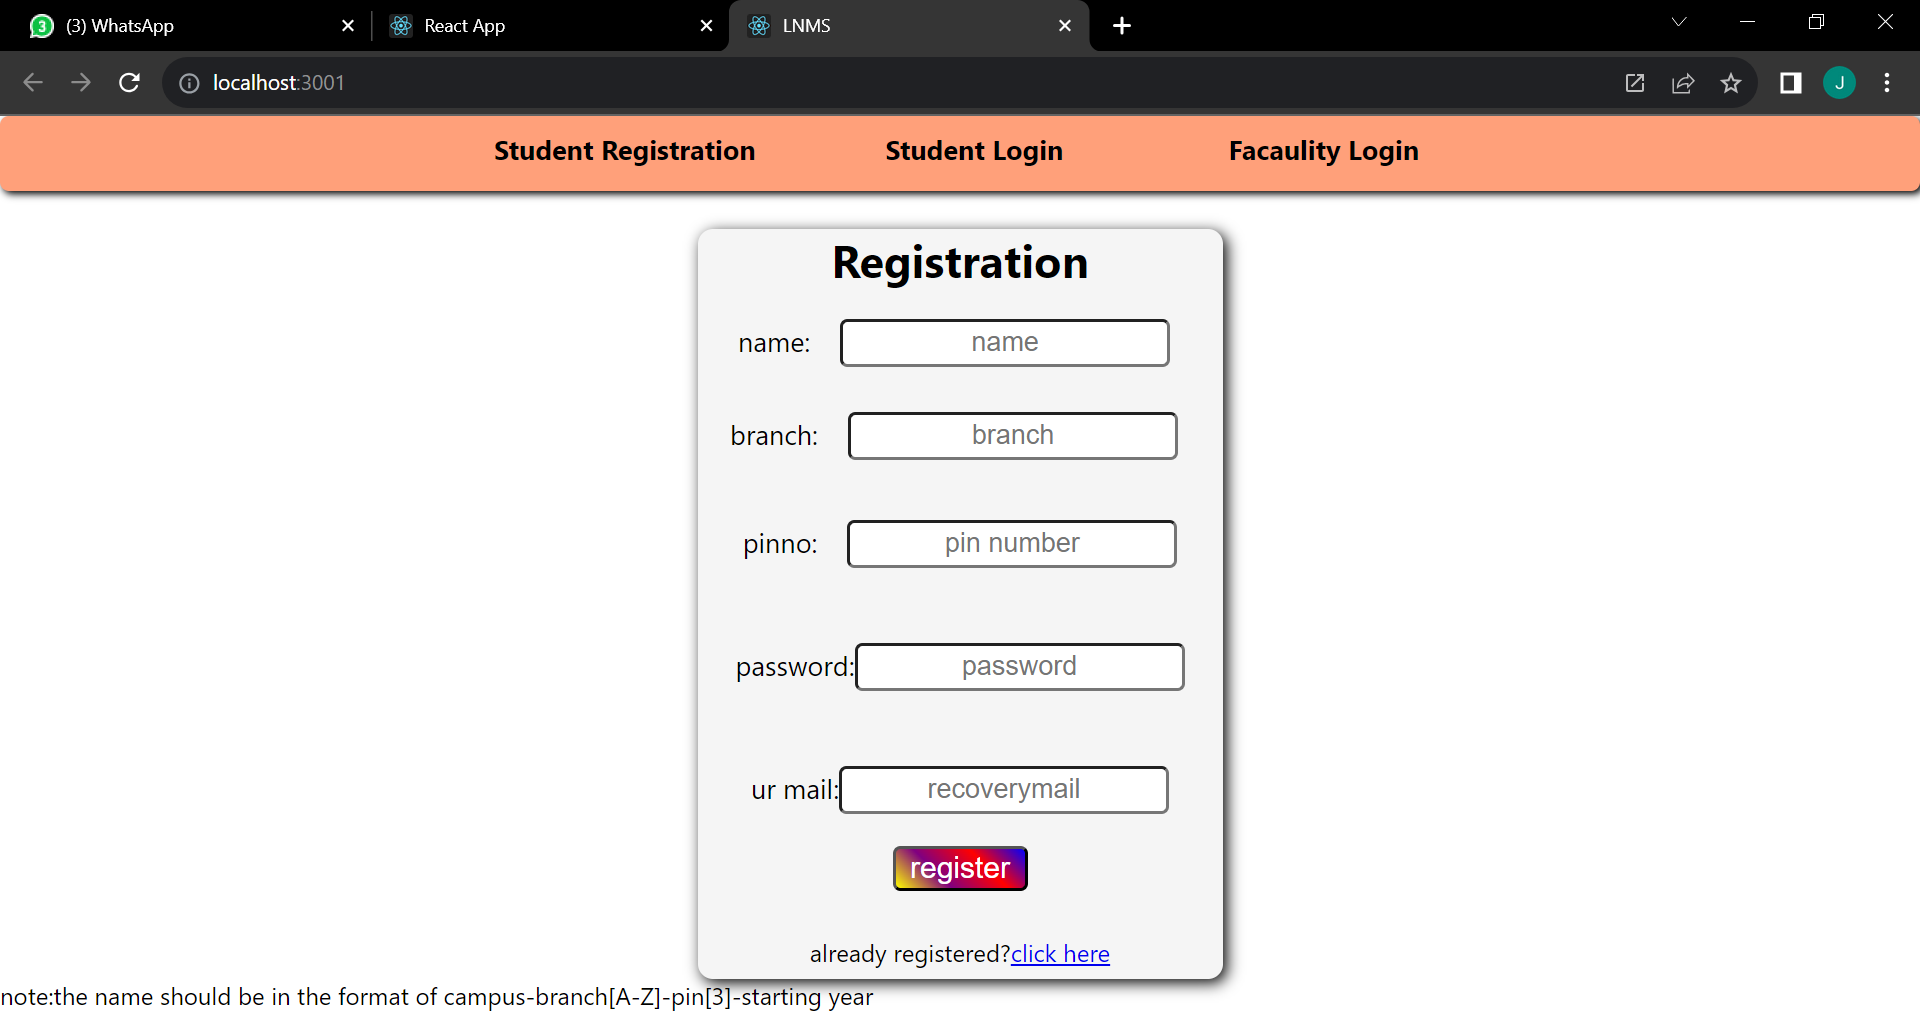 3 (3) WhatsApp React App LNMS
localhost:3001 J
Student Registration Student Login Facaulity Login
Registration
name: name
branch: branch
pinno: pin number
password: password
ur mail: recoverymail
register
already registered?click here
note:the name should be in the format of campus-branch[A-Z]-pin[3]-starting year